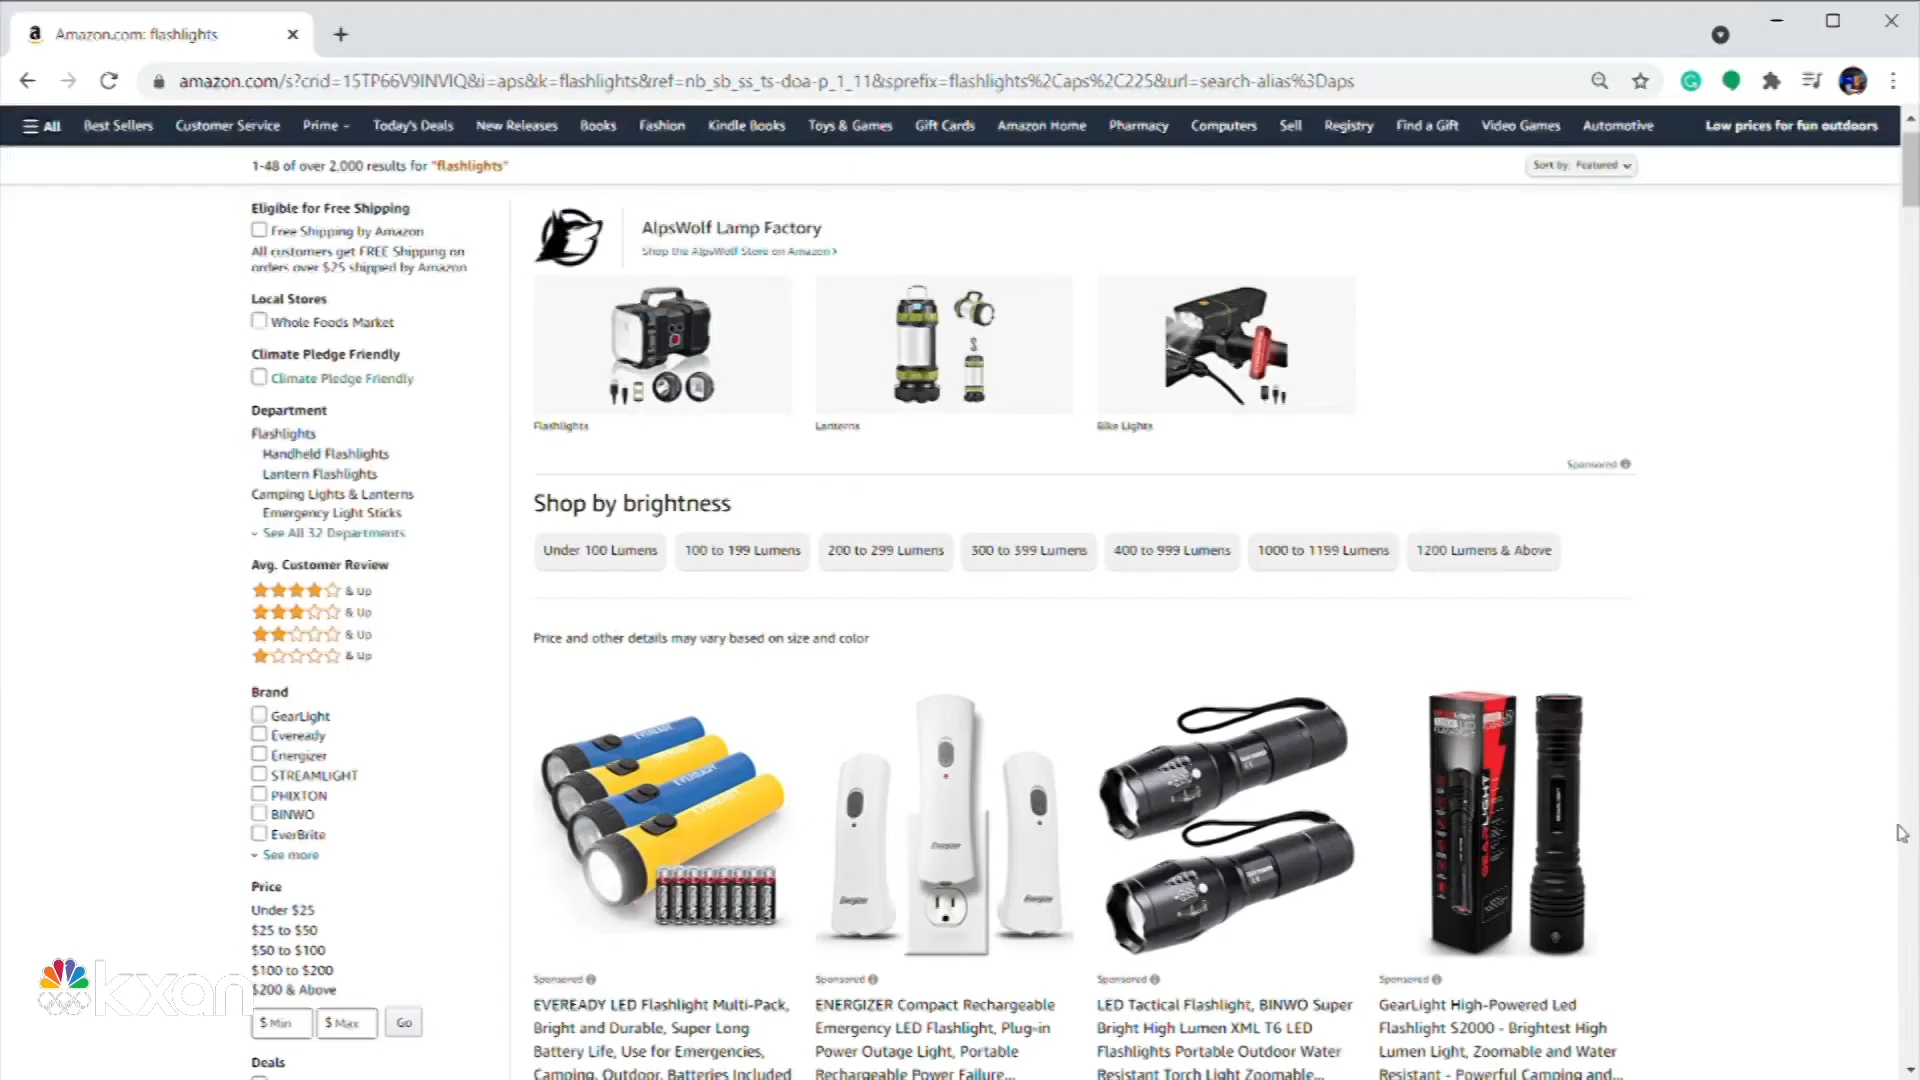 Amazon.com: flashlights
amazon.com/s?crid=15TP66V9INVIQ&i=aps&k=flashlights&ref=nb_sb_ss_ts-doa-p_1_11&sprefix=flashlights%2Caps%2C225&url=search-alias%3Daps
All Best Sellers Customer Service Prime Today's Deals New Releases Books Fashion Kindle Books Toys & Games Gift Cards Amazon Home Pharmacy Computers Sell Registry Find a Gift Video Games Automotive Low prices for fun outdoors
1-48 of over 2,000 results for "flashlights"
Sort by: Featured
Eligible for Free Shipping
Free Shipping by Amazon
All customers get FREE Shipping on
orders over $25 shipped by Amazon
Local Stores
Whole Foods Market
Climate Pledge Friendly
Climate Pledge Friendly
Department
Flashlights
Handheld Flashlights
Lantern Flashlights
Camping Lights & Lanterns
Emergency Light Sticks
See All 32 Departments
Avg. Customer Review
& Up
& Up
& Up
& Up
Brand
GearLight
Eveready
Energizer
STREAMLIGHT
PHIXTON
BINWO
EverBrite
See more
Price
Under $25
$25 to $50
$50 to $100
$100 to $200
$200 & Above
$ Min $ Max Go
Deals
kxan
AlpsWolf Lamp Factory
Shop the AlpsWolf Store on Amazon
Flashlights Lanterns Bike Lights
Sponsored
Shop by brightness
Under 100 Lumens 100 to 199 Lumens 200 to 299 Lumens 300 to 399 Lumens 400 to 999 Lumens 1000 to 1199 Lumens 1200 Lumens & Above
Price and other details may vary based on size and color
EVEREADY
EVEREADY
Energizer
Energizer
Energizer
GEARLIGHT
Sponsored
EVEREADY LED Flashlight Multi-Pack,
Bright and Durable, Super Long
Battery Life, Use for Emergencies,
Camping, Outdoor, Batteries Included
Sponsored
ENERGIZER Compact Rechargeable
Emergency LED Flashlight, Plug-in
Power Outage Light, Portable
Rechargeable Power Failure...
Sponsored
LED Tactical Flashlight, BINWO Super
Bright High Lumen XML T6 LED
Flashlights Portable Outdoor Water
Resistant Torch Light Zoomable...
Sponsored
GearLight High-Powered Led
Flashlight S2000 - Brightest High
Lumen Light, Zoomable and Water
Resistant - Powerful Camping and...